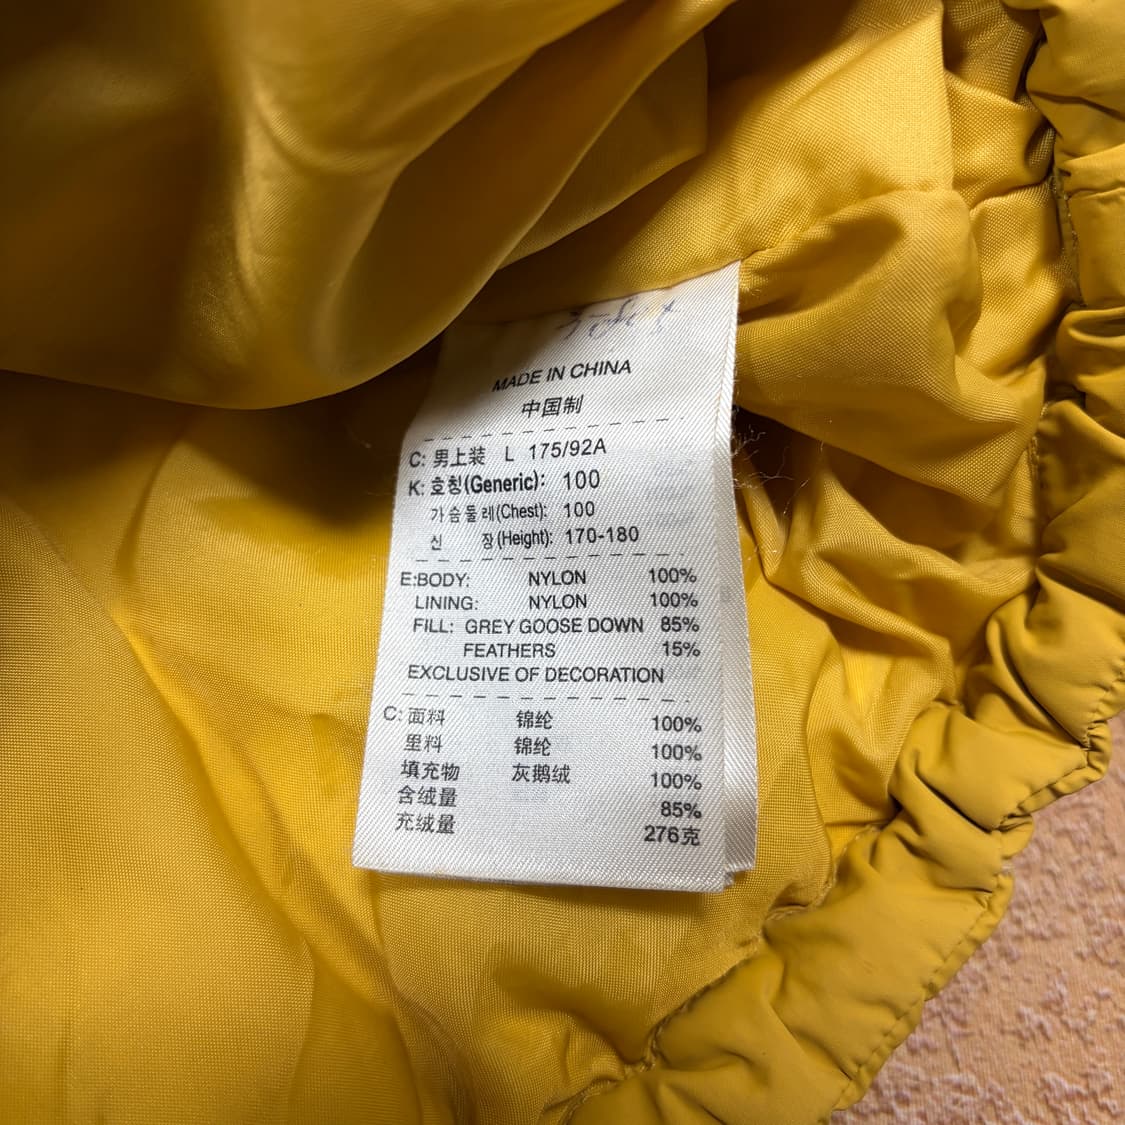 MADE IN CHINA
中国制
C: 男上装 L 175/92A
K: 호칭(Generic): 100
가슴둘레(Chest): 100
신 장(Height): 170-180
E:BODY: NYLON 100%
LINING: NYLON 100%
FILL: GREY GOOSE DOWN 85%
FEATHERS 15%
EXCLUSIVE OF DECORATION
C: 面料 锦纶 100%
里料 锦纶 100%
填充物 灰鹅绒 100%
含绒量 85%
充绒量 276克